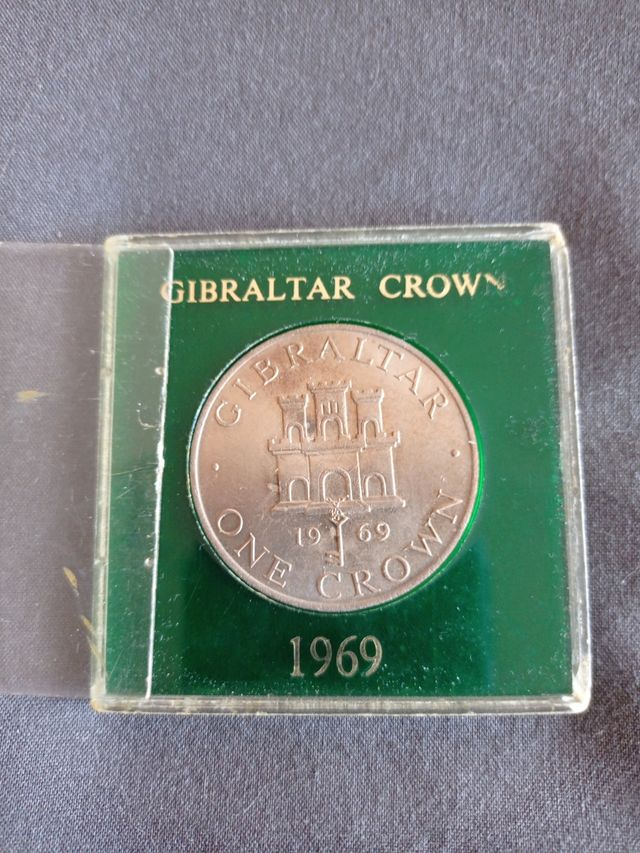 GIBRALTAR CROWN
· GIBRALTAR ·
19 69
ONE CROWN
1969